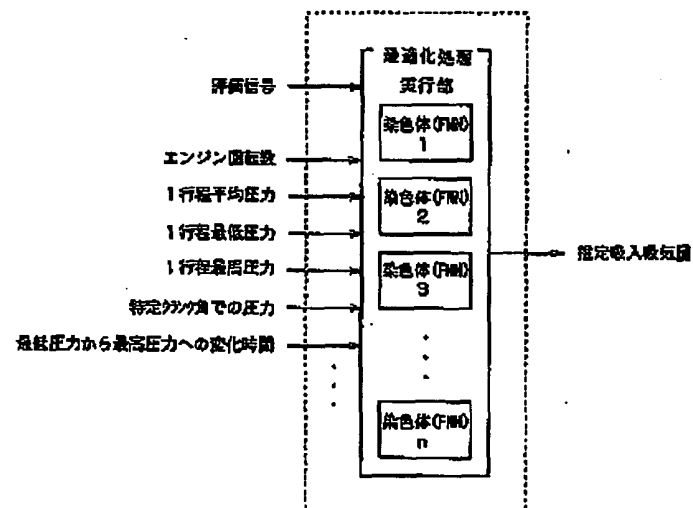 最適化処理
実行部
評価信号
染色体(FNN)
1
エンジン回転数
1行程平均圧力
染色体(FNN)
2
1行程最低圧力
推定吸入吸気量
1行程最高圧力
染色体(FNN)
3
特定クランク角での圧力
最低圧力から最高圧力への変化時間
染色体(FNN)
n